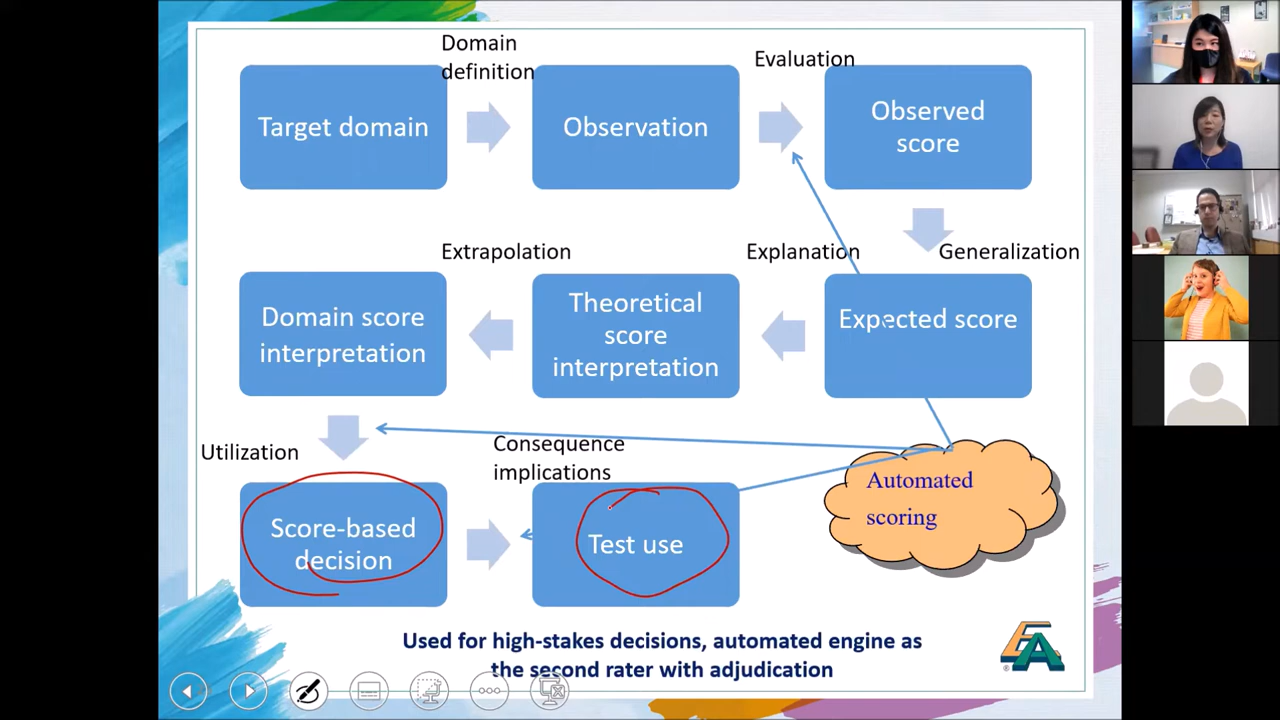 Domain
definition
Evaluation
Target domain
Observation
Observed
score
Extrapolation
Explanation
Generalization
Domain score
interpretation
Theoretical
score
interpretation
Expected score
Utilization
Consequence
implications
Automated
scoring
Score-based
decision
Test use
Used for high-stakes decisions, automated engine as
the second rater with adjudication
EA